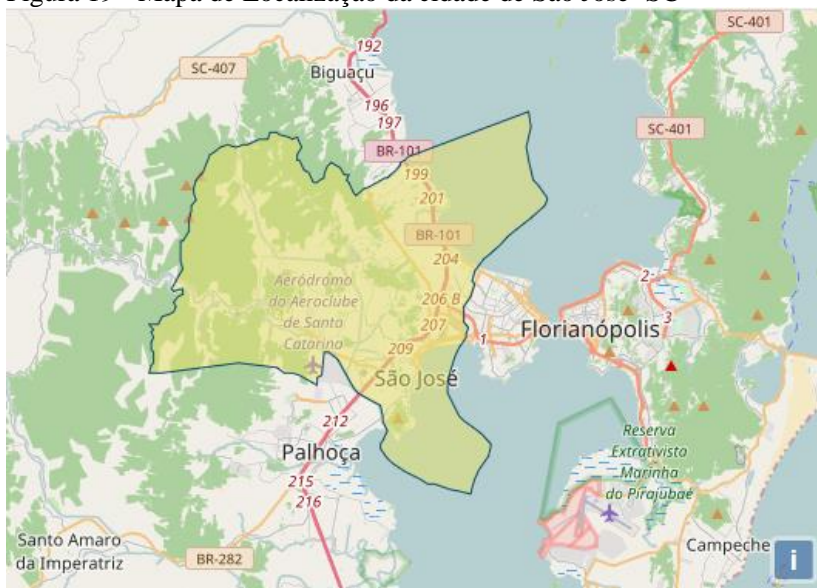 Figura 19 - Mapa de Localização da cidade de São José -SC
SC-401
192
SC-407
Biguaçu
196
197
SC-401
BR-101
199
201
BR-101
204
2
Aeródromo
do Aeroclube
de Santa
Catarina
206 B
207
3
1
Florianópolis
209
São José
212
Palhoça
Reserva
Extrativista
Marinha
do Pirajubaé
215
216
Santo Amaro
da Imperatriz
BR-282
Campeche
i